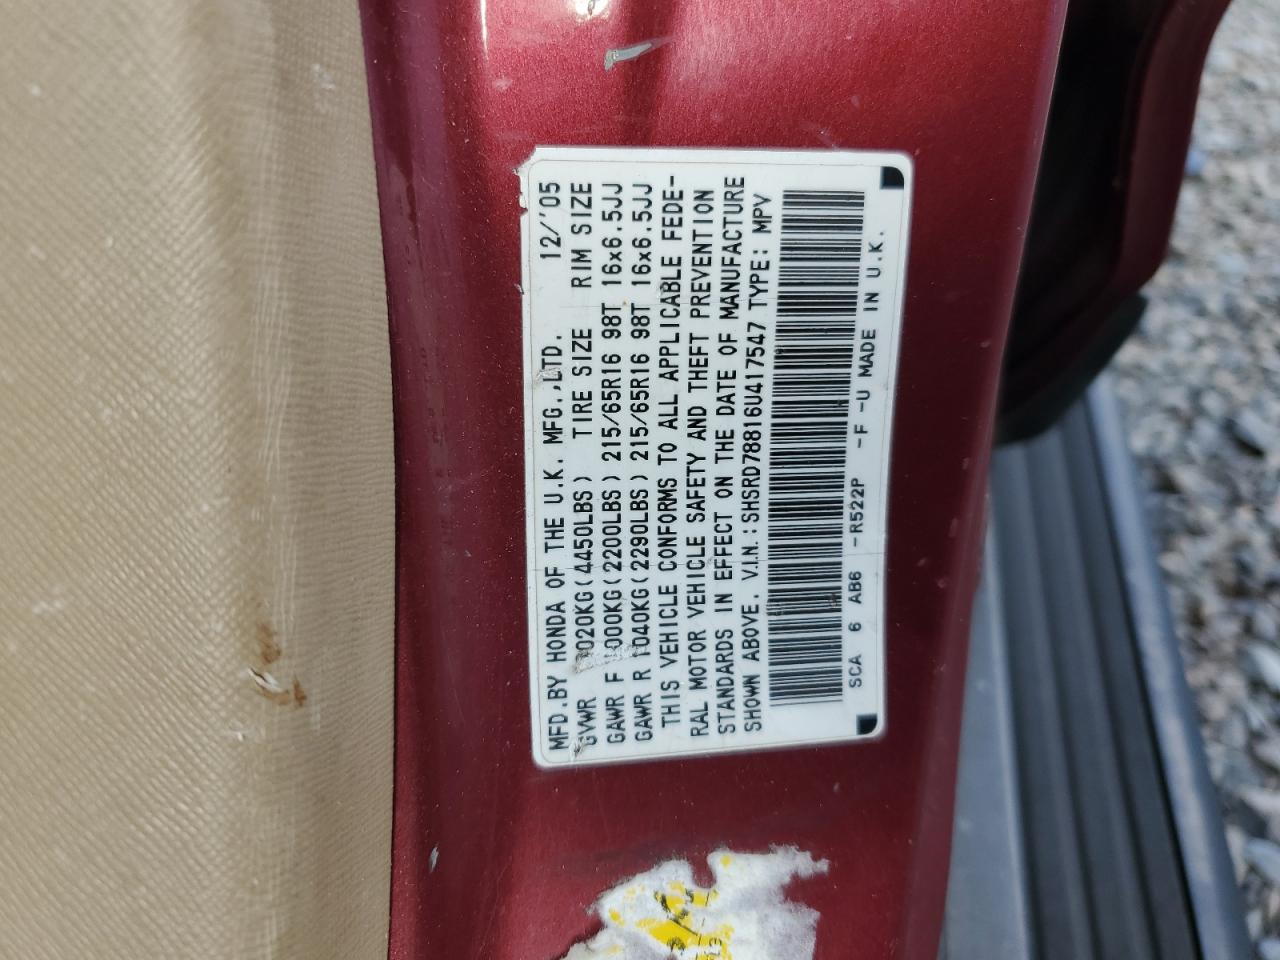 MFD.BY HONDA OF THE U.K. MFG.,LTD. 12/'05
GVWR 020KG(4450LBS) TIRE SIZE RIM SIZE
GAWR F 000KG(2200LBS) 215/65R16 98T 16x6.5JJ
GAWR R 040KG(2290LBS) 215/65R16 98T 16x6.5JJ
THIS VEHICLE CONFORMS TO ALL APPLICABLE FEDE-
RAL MOTOR VEHICLE SAFETY AND THEFT PREVENTION
STANDARDS IN EFFECT ON THE DATE OF MANUFACTURE
SHOWN ABOVE. V.I.N.:SHSRD78816U417547 TYPE: MPV
SCA 6 AB6 -R522P -F -U MADE IN U.K.